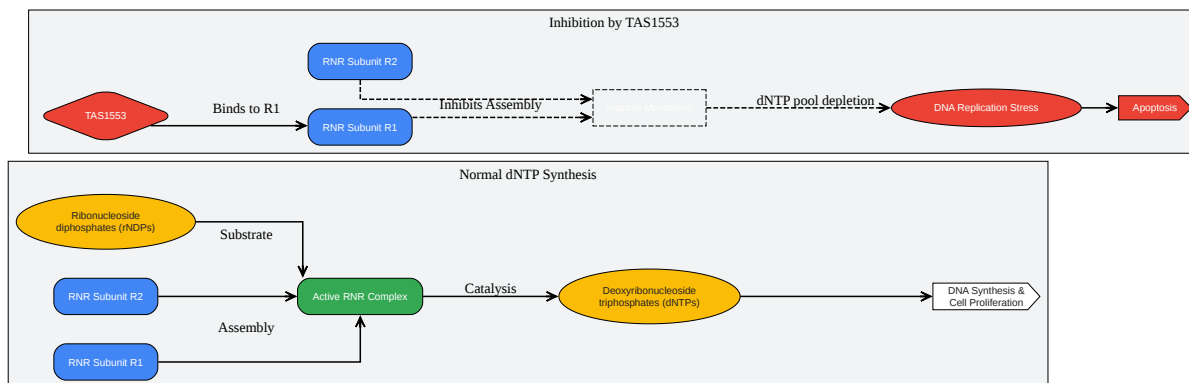 Inhibition by TAS1553
RNR Subunit R2
TAS1553
Binds to R1
RNR Subunit R1
Inhibits Assembly
dNTP pool depletion
DNA Replication Stress
Apoptosis
Normal dNTP Synthesis
Ribonucleoside
diphosphates (rNDPs)
Substrate
RNR Subunit R2
Active RNR Complex
Catalysis
Deoxyribonucleoside
triphosphates (dNTPs)
DNA Synthesis &
Cell Proliferation
Assembly
RNR Subunit R1